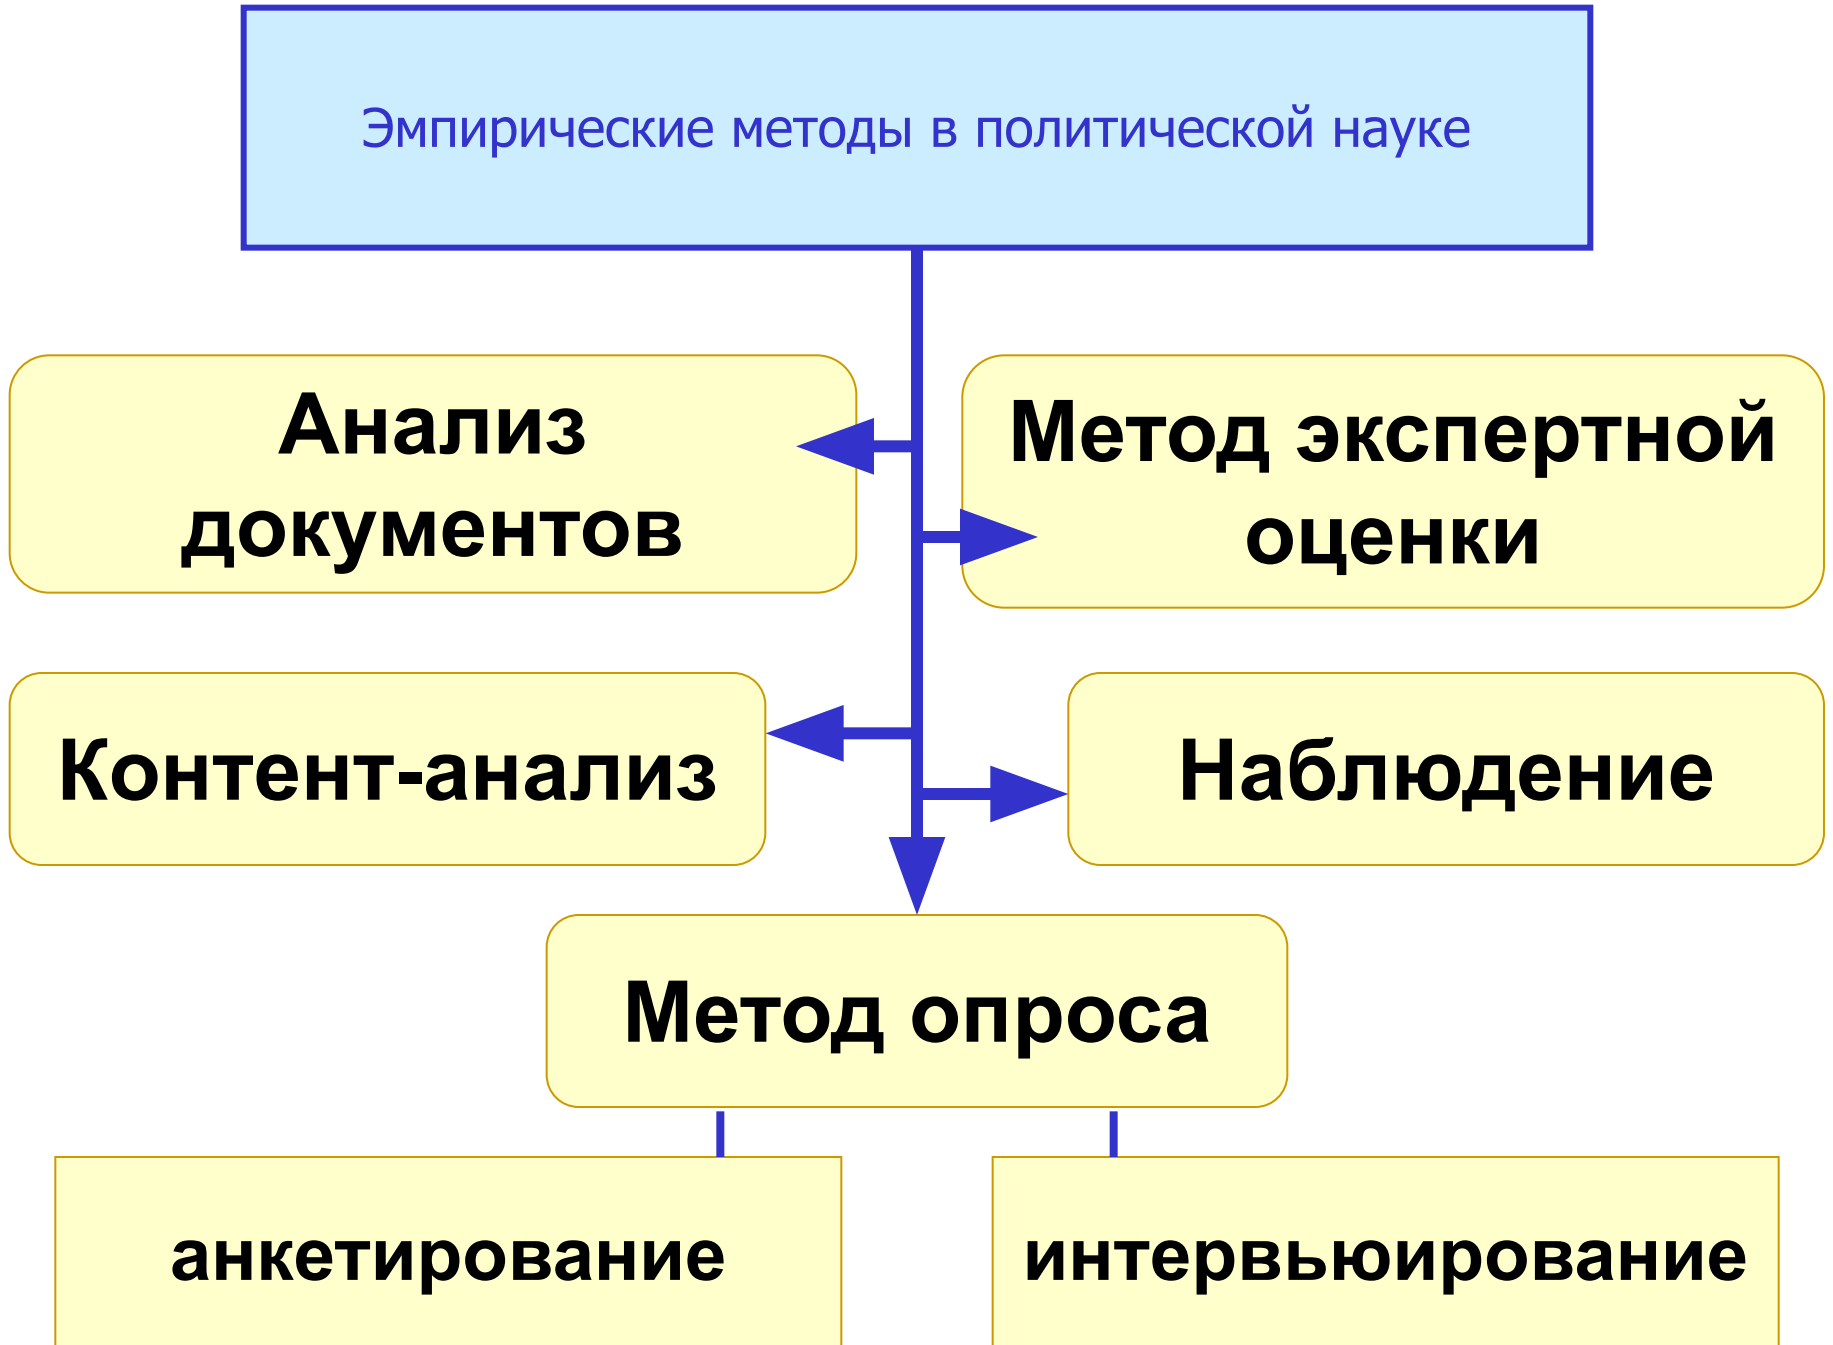 Эмпирические методы в политической науке
Анализ
документов
Метод экспертной
оценки
Контент-анализ
Наблюдение
Метод опроса
анкетирование
интервьюирование